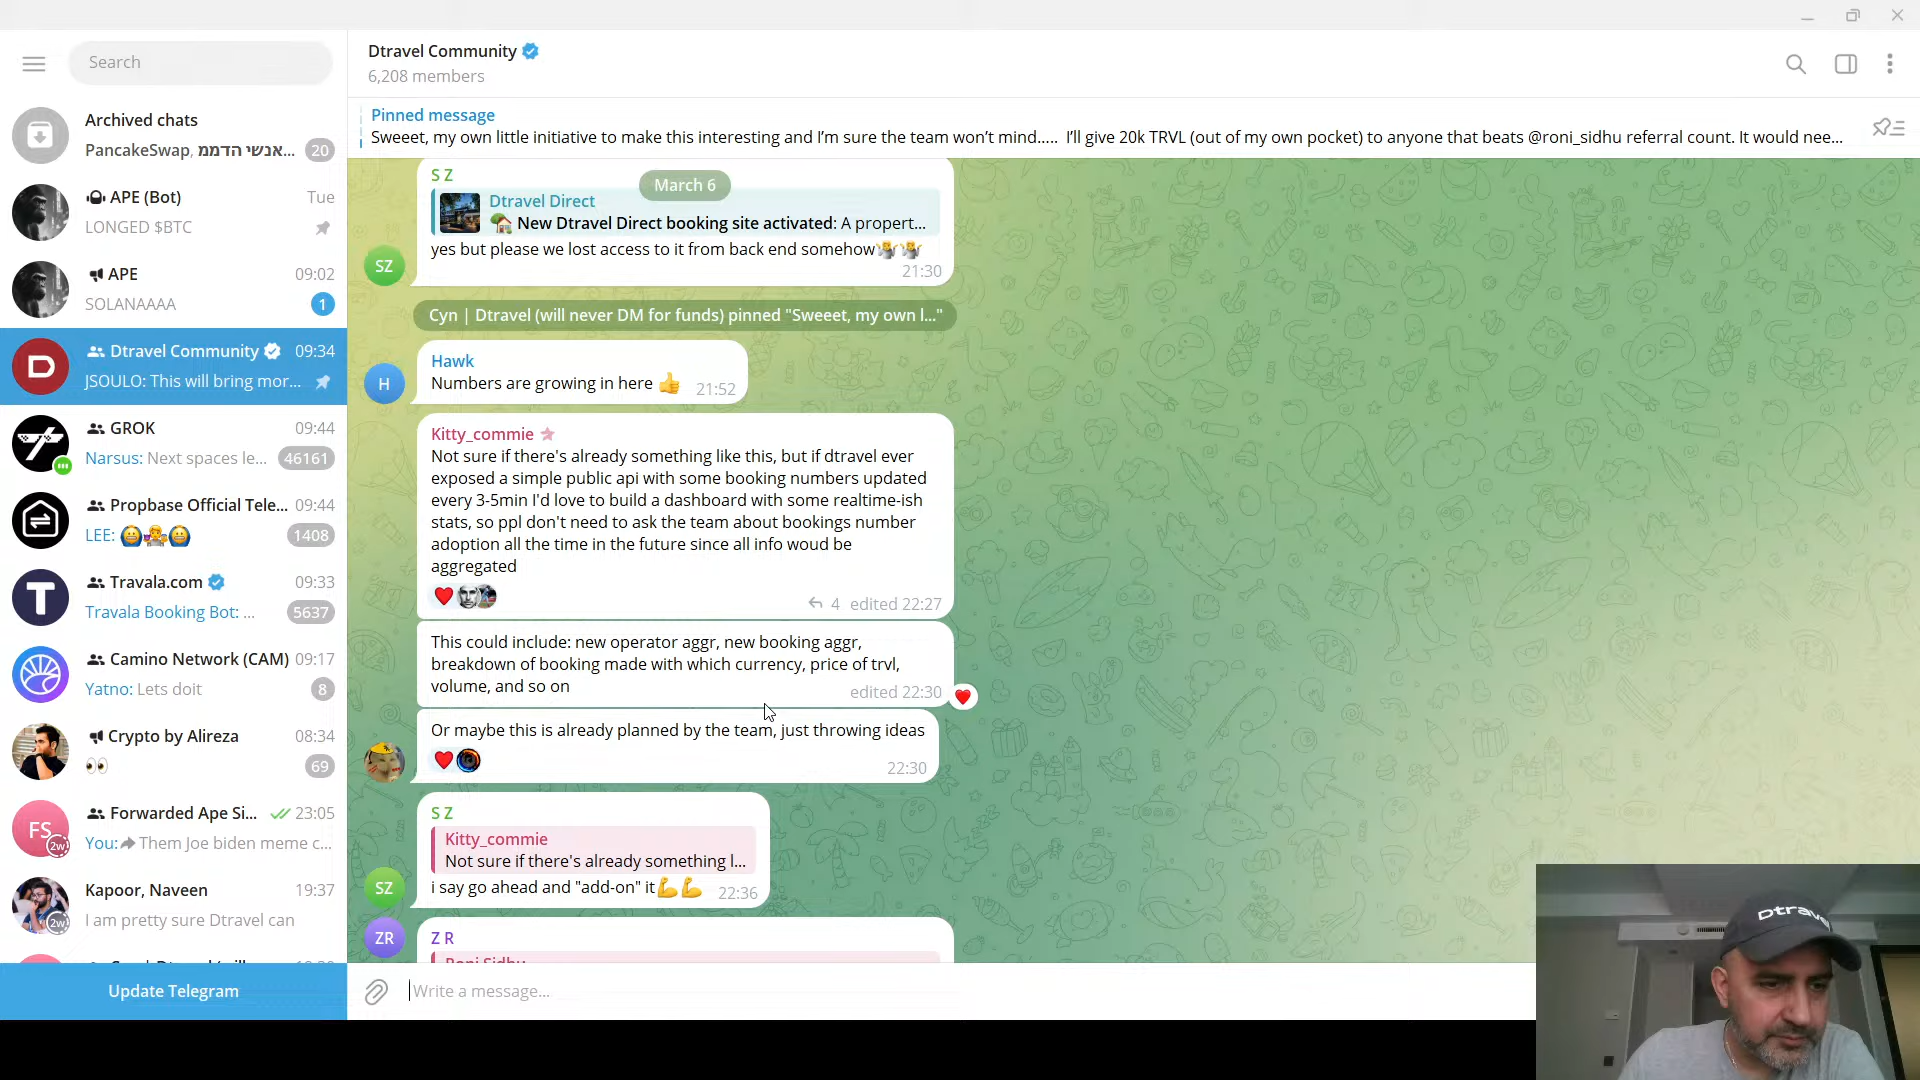 Search
Archived chats
PancakeSwap, אנשי הדממ...
20
APE (Bot)
Tue
LONGED $BTC
APE
09:02
SOLANAAAA
1
D
Dtravel Community
09:34
JSOULO: This will bring mor...
GROK
09:44
Narsus: Next spaces le...
46161
Propbase Official Tele...
09:44
LEE:
1408
T
Travala.com
09:33
Travala Booking Bot: ...
5637
Camino Network (CAM)
09:17
Yatno: Lets doit
8
Crypto by Alireza
08:34
69
FS
2w
Forwarded Ape Si...
23:05
You: Them Joe biden meme c...
2w
Kapoor, Naveen
19:37
I am pretty sure Dtravel can
Update Telegram
Dtravel Community
6,208 members
Pinned message
Sweeet, my own little initiative to make this interesting and I'm sure the team won't mind..... I'll give 20k TRVL (out of my own pocket) to anyone that beats @roni_sidhu referral count. It would nee...
March 6
S Z
Dtravel Direct
New Dtravel Direct booking site activated: A propert...
yes but please we lost access to it from back end somehow
21:30
SZ
Cyn | Dtravel (will never DM for funds) pinned "Sweeet, my own l..."
Hawk
Numbers are growing in here
21:52
H
Kitty_commie
Not sure if there's already something like this, but if dtravel ever
exposed a simple public api with some booking numbers updated
every 3-5min I'd love to build a dashboard with some realtime-ish
stats, so ppl don't need to ask the team about bookings number
adoption all the time in the future since all info woud be
aggregated
4 edited 22:27
This could include: new operator aggr, new booking aggr,
breakdown of booking made with which currency, price of trvl,
volume, and so on
edited 22:30
Or maybe this is already planned by the team, just throwing ideas
22:30
S Z
Kitty_commie
Not sure if there's already something l...
i say go ahead and "add-on" it
22:36
SZ
ZR
Z R
Roni Sidhu
Write a message...
Dtrave